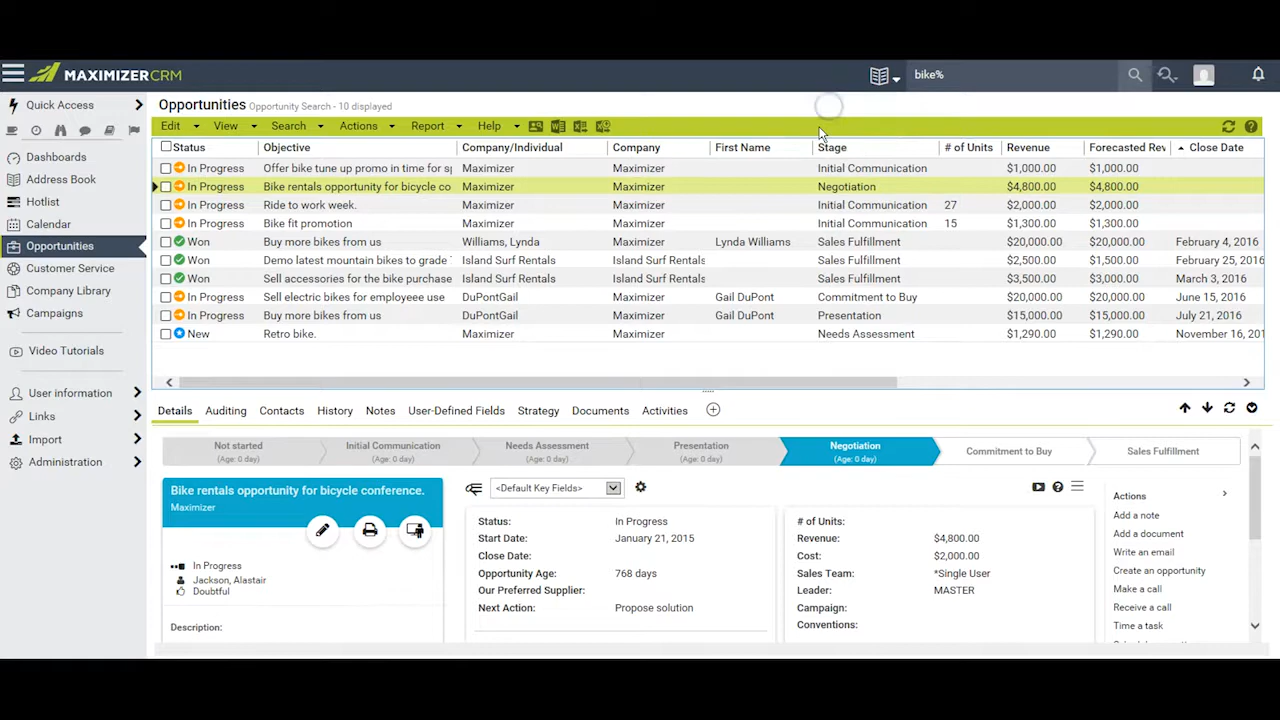 MAXIMIZERCRM
bike%
Quick Access
Dashboards
Address Book
Hotlist
Calendar
Opportunities
Customer Service
Company Library
Campaigns
Video Tutorials
User information
Links
Import
Administration
Opportunities Opportunity Search - 10 displayed
Edit View Search Actions Report Help
Status Objective Company/Individual Company First Name Stage # of Units Revenue Forecasted Rev Close Date
In Progress Offer bike tune up promo in time for sp Maximizer Maximizer Initial Communication $1,000.00 $1,000.00
In Progress Bike rentals opportunity for bicycle co Maximizer Maximizer Negotiation $4,800.00 $4,800.00
In Progress Ride to work week. Maximizer Maximizer Initial Communication 27 $2,000.00 $2,000.00
In Progress Bike fit promotion Maximizer Maximizer Initial Communication 15 $1,300.00 $1,300.00
Won Buy more bikes from us Williams, Lynda Maximizer Lynda Williams Sales Fulfillment $20,000.00 $20,000.00 February 4, 2016
Won Demo latest mountain bikes to grade Island Surf Rentals Island Surf Rentals Sales Fulfillment $2,500.00 $1,500.00 February 25, 2016
Won Sell accessories for the bike purchase Island Surf Rentals Island Surf Rentals Sales Fulfillment $3,500.00 $3,000.00 March 3, 2016
In Progress Sell electric bikes for employeee use DuPontGail Maximizer Gail DuPont Commitment to Buy $20,000.00 $20,000.00 June 15, 2016
In Progress Buy more bikes from us DuPontGail Maximizer Gail DuPont Presentation $15,000.00 $15,000.00 July 21, 2016
New Retro bike. Maximizer Maximizer Needs Assessment $1,290.00 $1,290.00 November 16, 201
Details Auditing Contacts History Notes User-Defined Fields Strategy Documents Activities
Not started Initial Communication Needs Assessment Presentation Negotiation Commitment to Buy Sales Fulfillment
(Age: 0 day) (Age: 0 day) (Age: 0 day) (Age: 0 day) (Age: 0 day)
Bike rentals opportunity for bicycle conference.
Maximizer
In Progress
Jackson, Alastair
Doubtful
Description:
<Default Key Fields>
Status: In Progress
Start Date: January 21, 2015
Close Date:
Opportunity Age: 768 days
Our Preferred Supplier:
Next Action: Propose solution
# of Units:
Revenue: $4,800.00
Cost: $2,000.00
Sales Team: *Single User
Leader: MASTER
Campaign:
Conventions:
Actions
Add a note
Add a document
Write an email
Create an opportunity
Make a call
Receive a call
Time a task